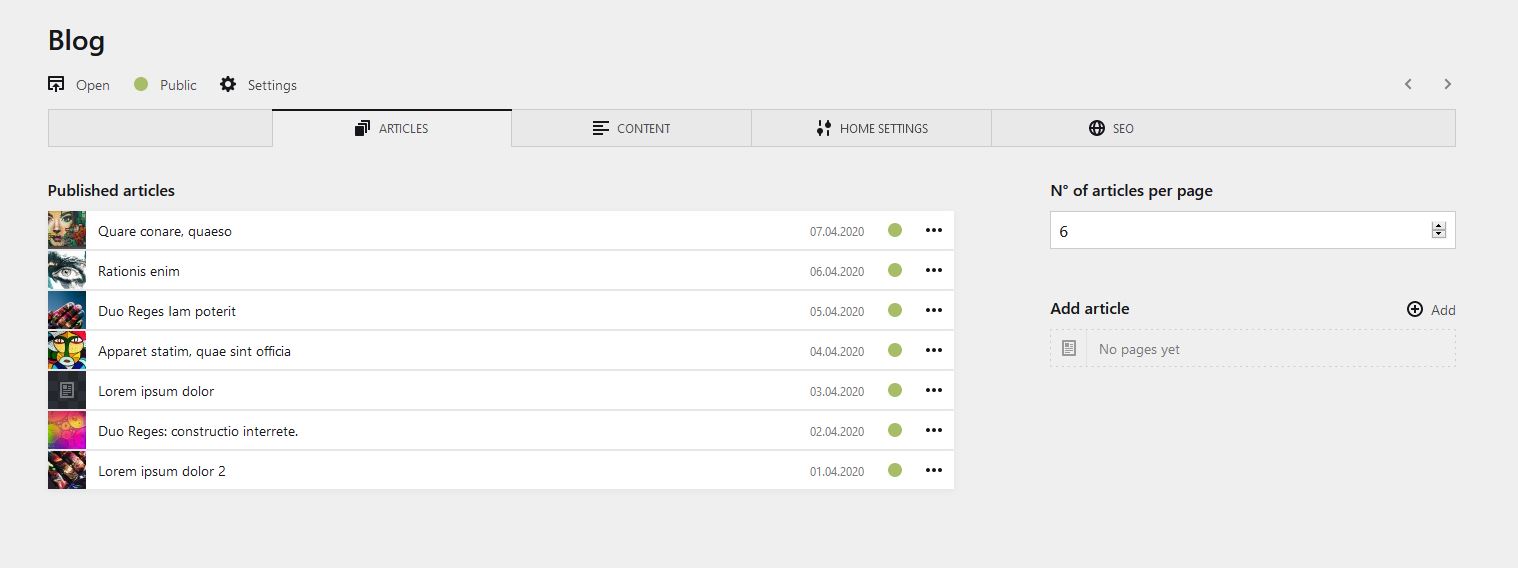 Blog
Open Public Settings
ARTICLES CONTENT HOME SETTINGS SEO
Published articles
Quare conare, quaeso 07.04.2020
Rationis enim 06.04.2020
Duo Reges Iam poterit 05.04.2020
Apparet statim, quae sint officia 04.04.2020
Lorem ipsum dolor 03.04.2020
Duo Reges: constructio interrete. 02.04.2020
Lorem ipsum dolor 2 01.04.2020
N° of articles per page
6
Add article Add
No pages yet